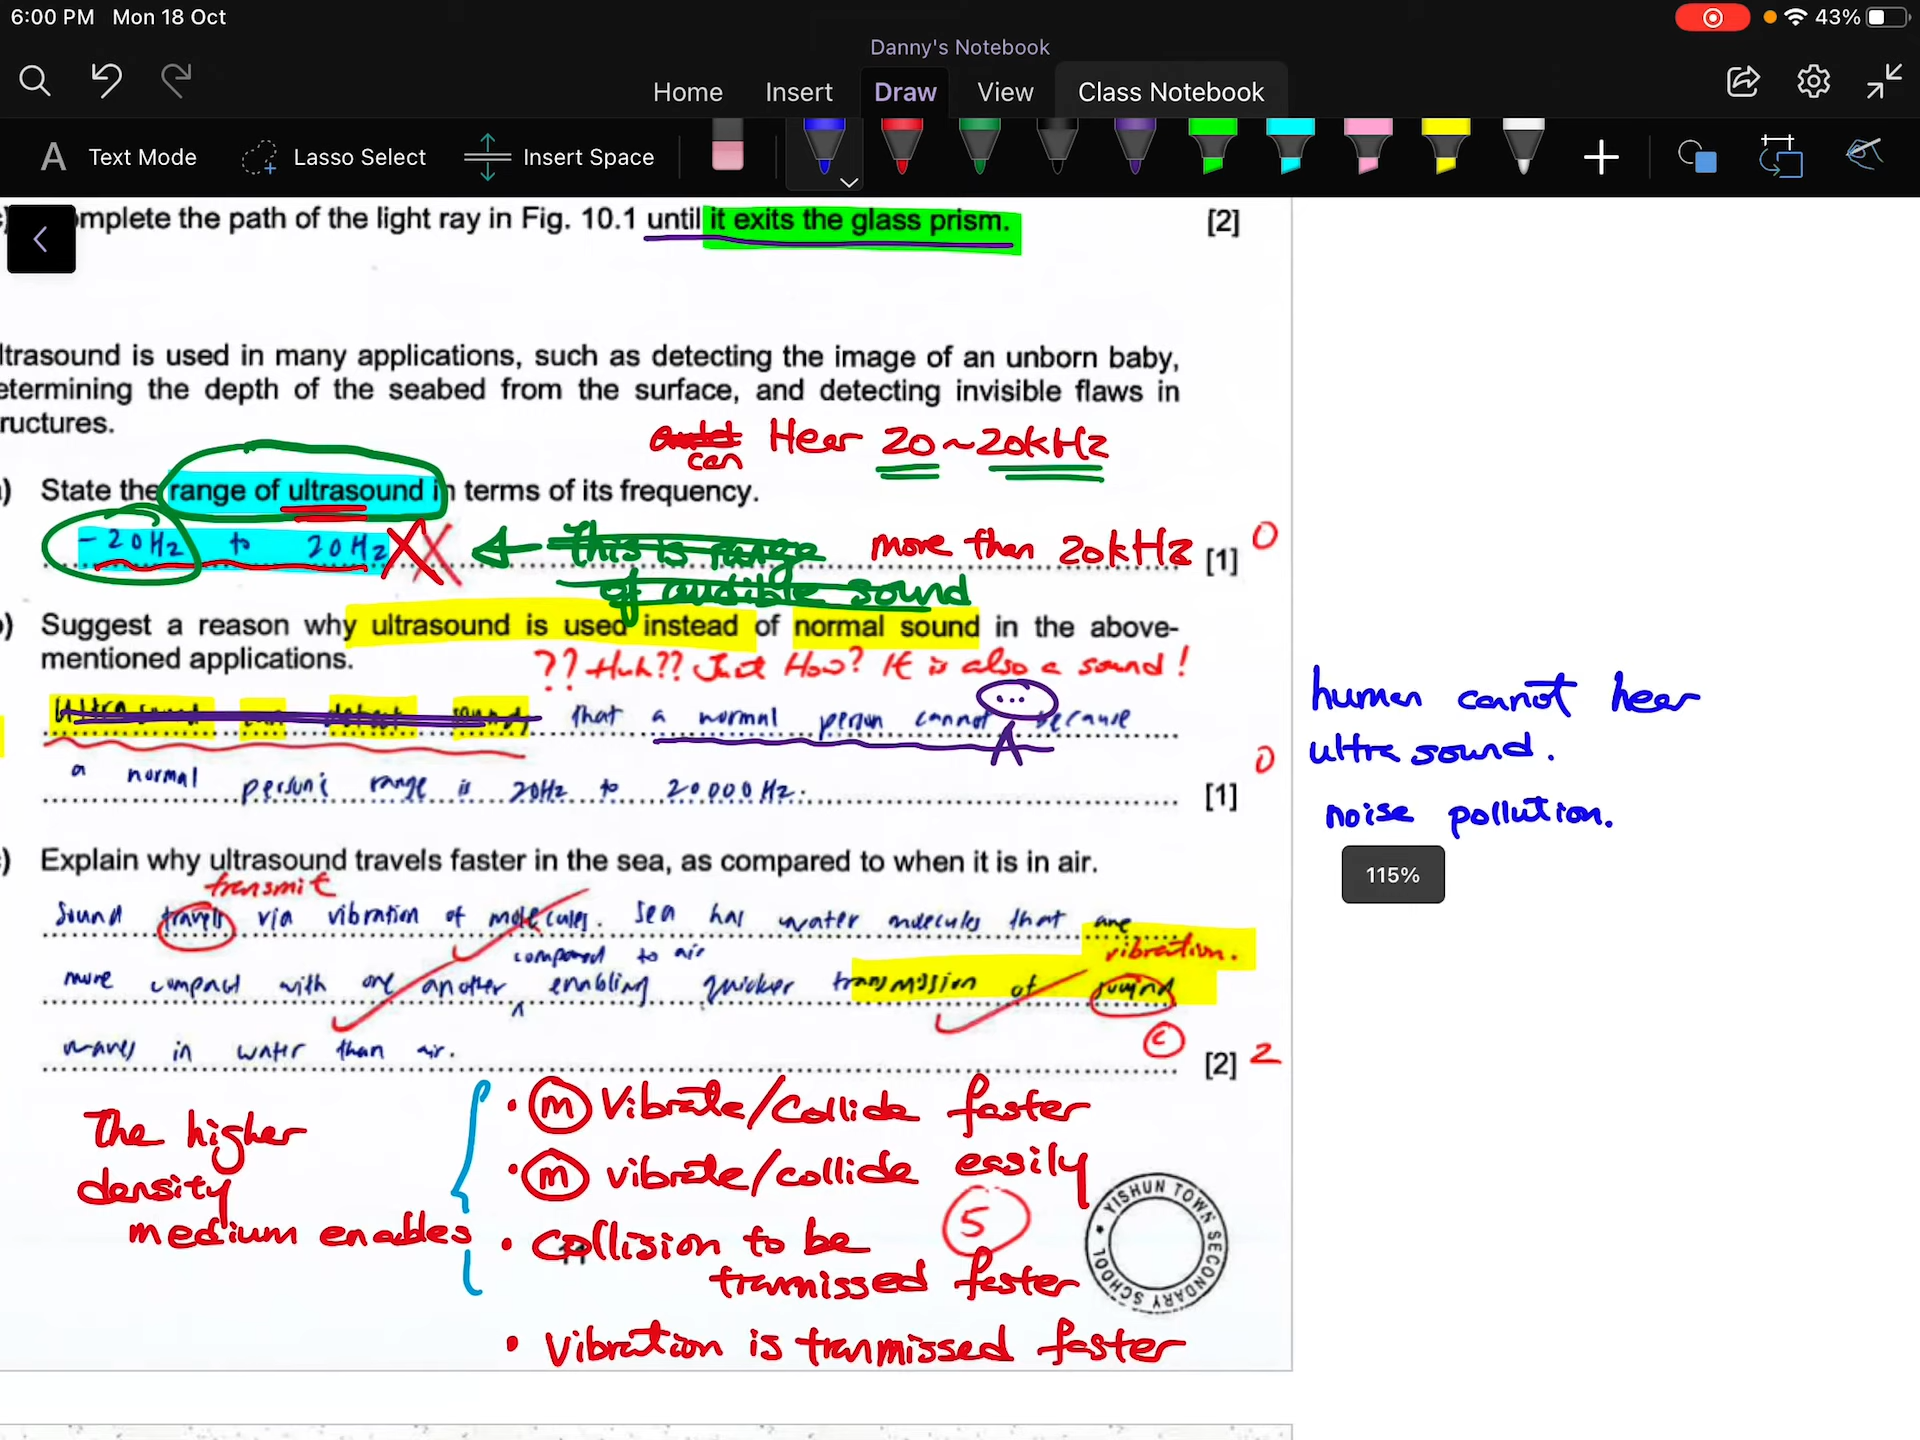 6:00 PM Mon 18 Oct
43%
Danny's Notebook
Home Insert Draw View Class Notebook
Text Mode Lasso Select Insert Space
omplete the path of the light ray in Fig. 10.1 until it exits the glass prism. [2]
ltrasound is used in many applications, such as detecting the image of an unborn baby,
etermining the depth of the seabed from the surface, and detecting invisible flaws in
ructures.
Hear 20 ~ 20kHz
can
) State the range of ultrasound in terms of its frequency.
- 20Hz to 20Hz This is range more than 20kHz [1] 0
of audible sound
) Suggest a reason why ultrasound is used instead of normal sound in the above-
mentioned applications.
?? Huh?? Just How? It is also a sound!
Ultrasound can detect sounds that a normal person cannot ... because
a normal person's range is 20Hz to 20000Hz. [1] 0
human cannot hear
ultrasound.
noise pollution.
115%
) Explain why ultrasound travels faster in the sea, as compared to when it is in air.
transmit
Sound travels via vibration of molecules. Sea has water molecules that are
compared to air vibration.
more compact with one another ^ enabling quicker transmission of sound
waves in water than air. C [2] 2
The higher
density
medium enables
• m Vibrate/Collide faster
• m vibrate/collide easily
5
• Collision to be
tranmissed faster
• Vibration is tranmissed faster
YISHUN TOWN SECONDARY SCHOOL